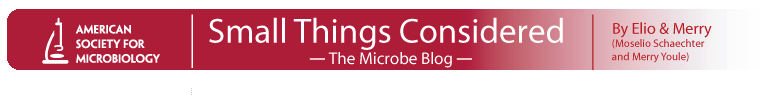 AMERICAN
SOCIETY FOR
MICROBIOLOGY
Small Things Considered
— The Microbe Blog —
By Elio & Merry
(Moselio Schaechter
and Merry Youle)